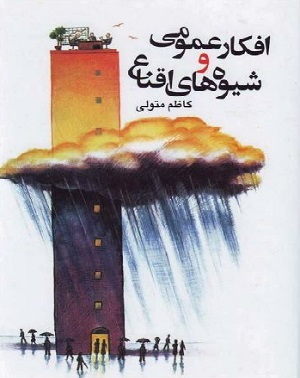 افکار عمومی
و
شیوه‌های اقناع
کاظم متولی